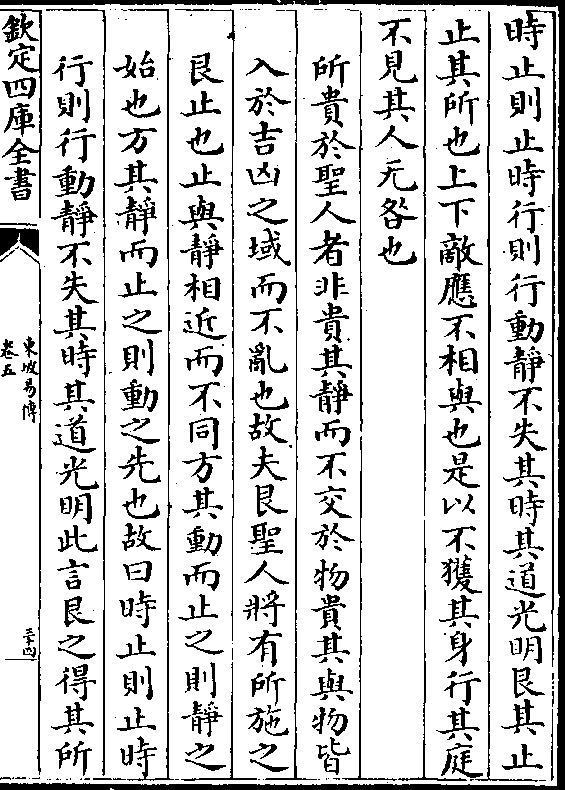 時止則止時行則行動靜不失其時其道光明艮其止
止其所也上下敵應不相與也是以不獲其身行其庭
不見其人无咎也
所貴於聖人者非貴其靜而不交於物貴其與物皆
入於吉凶之域而不亂也故夫艮聖人將有所施之
艮止也止與靜相近而不同方其動而止之則靜之
始也方其靜而止之則動之先也故曰時止則止時
行則行動靜不失其時其道光明此言艮之得其所
欽定四庫全書
東坡易傳
卷五
二十四